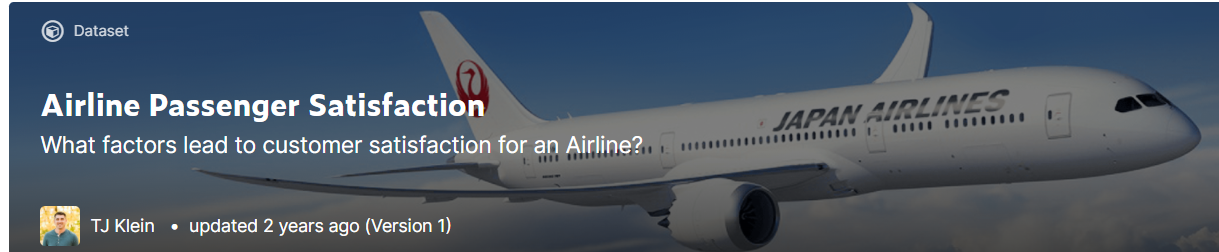 Dataset
Airline Passenger Satisfaction
What factors lead to customer satisfaction for an Airline?
JAPAN AIRLINES
TJ Klein • updated 2 years ago (Version 1)